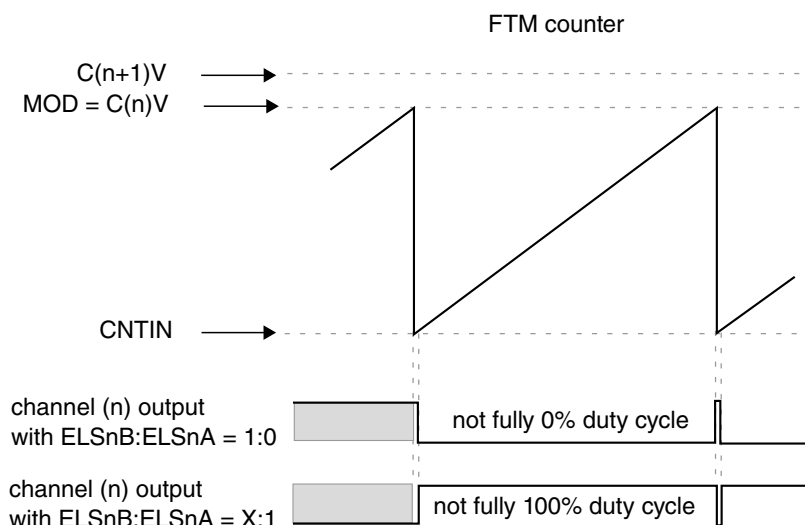 FTM counter
C(n+1)V
MOD = C(n)V
CNTIN
channel (n) output
with ELSnB:ELSnA = 1:0
not fully 0% duty cycle
channel (n) output
with ELSnB:ELSnA = X:1
not fully 100% duty cycle